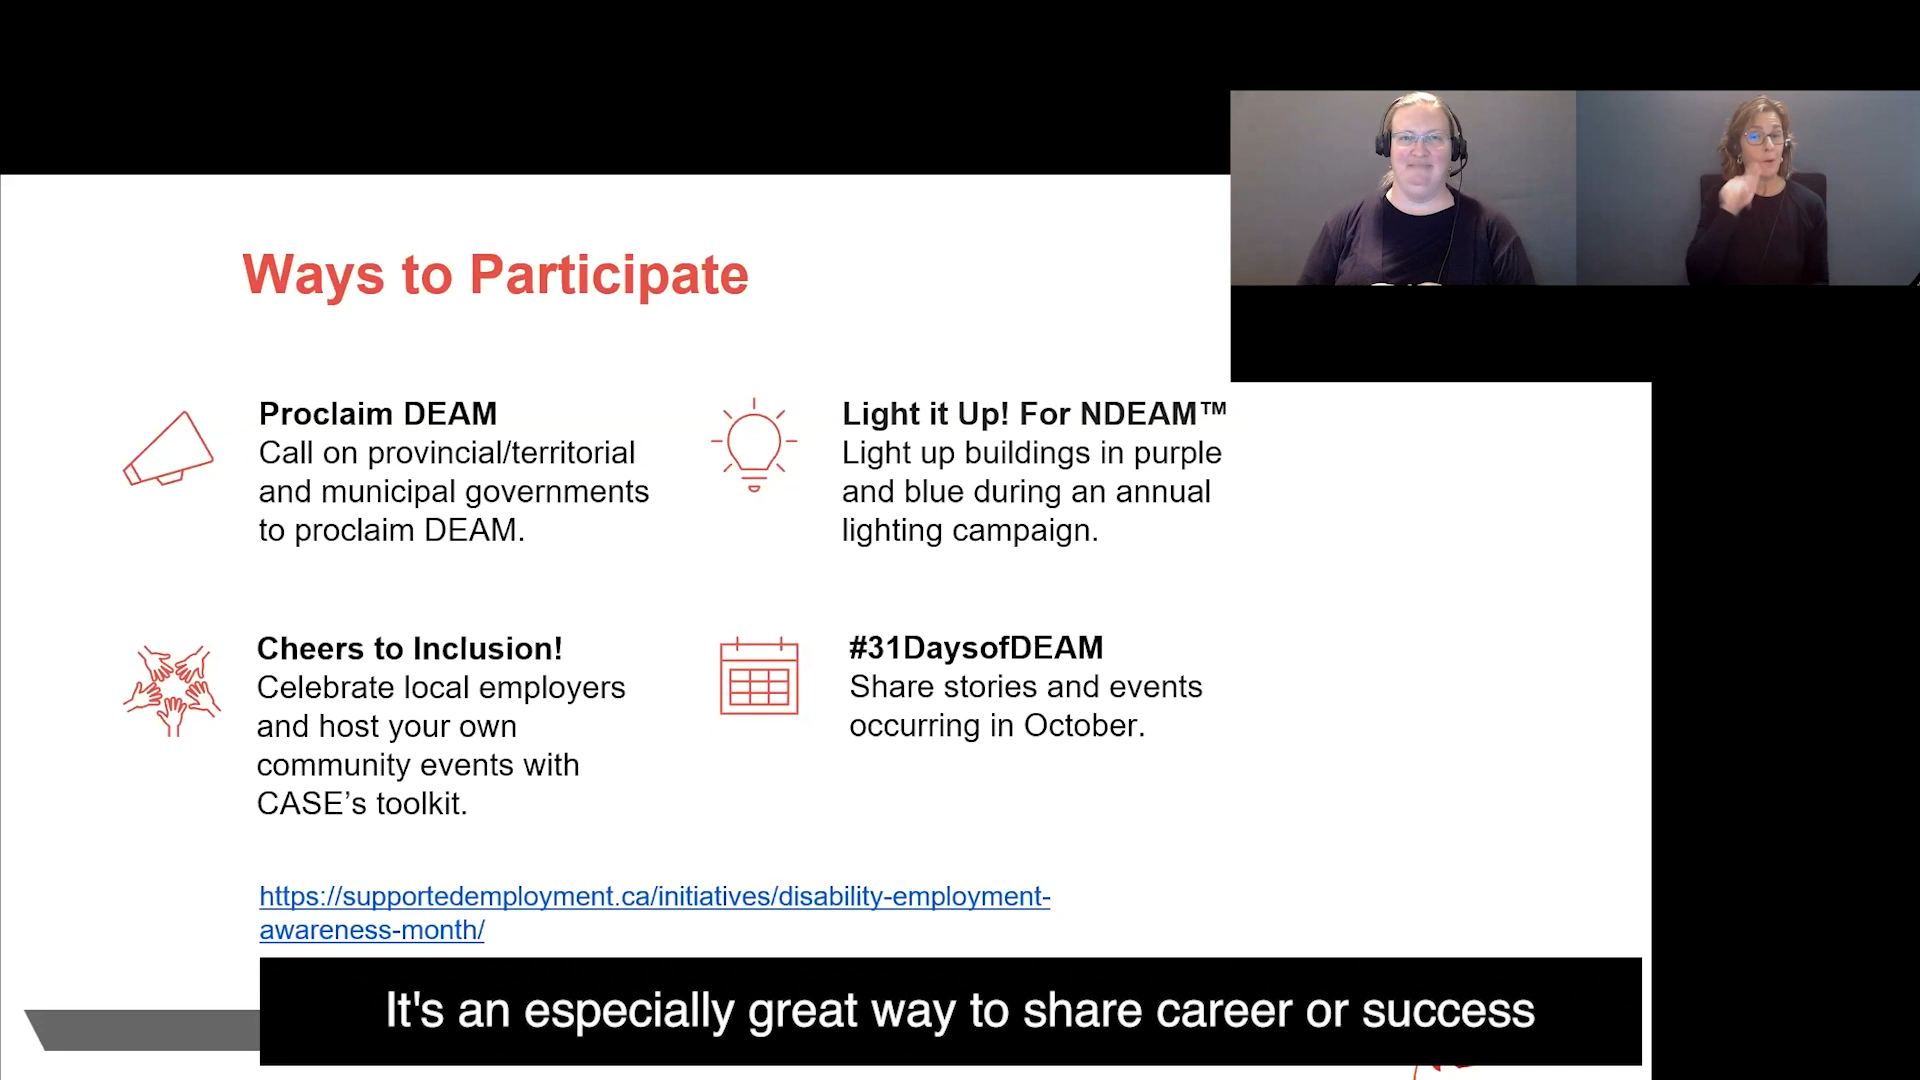 Ways to Participate
Proclaim DEAM
Call on provincial/territorial
and municipal governments
to proclaim DEAM.
Light it Up! For NDEAM™
Light up buildings in purple
and blue during an annual
lighting campaign.
Cheers to Inclusion!
Celebrate local employers
and host your own
community events with
CASE’s toolkit.
#31DaysofDEAM
Share stories and events
occurring in October.
https://supportedemployment.ca/initiatives/disability-employment-
awareness-month/
It's an especially great way to share career or success